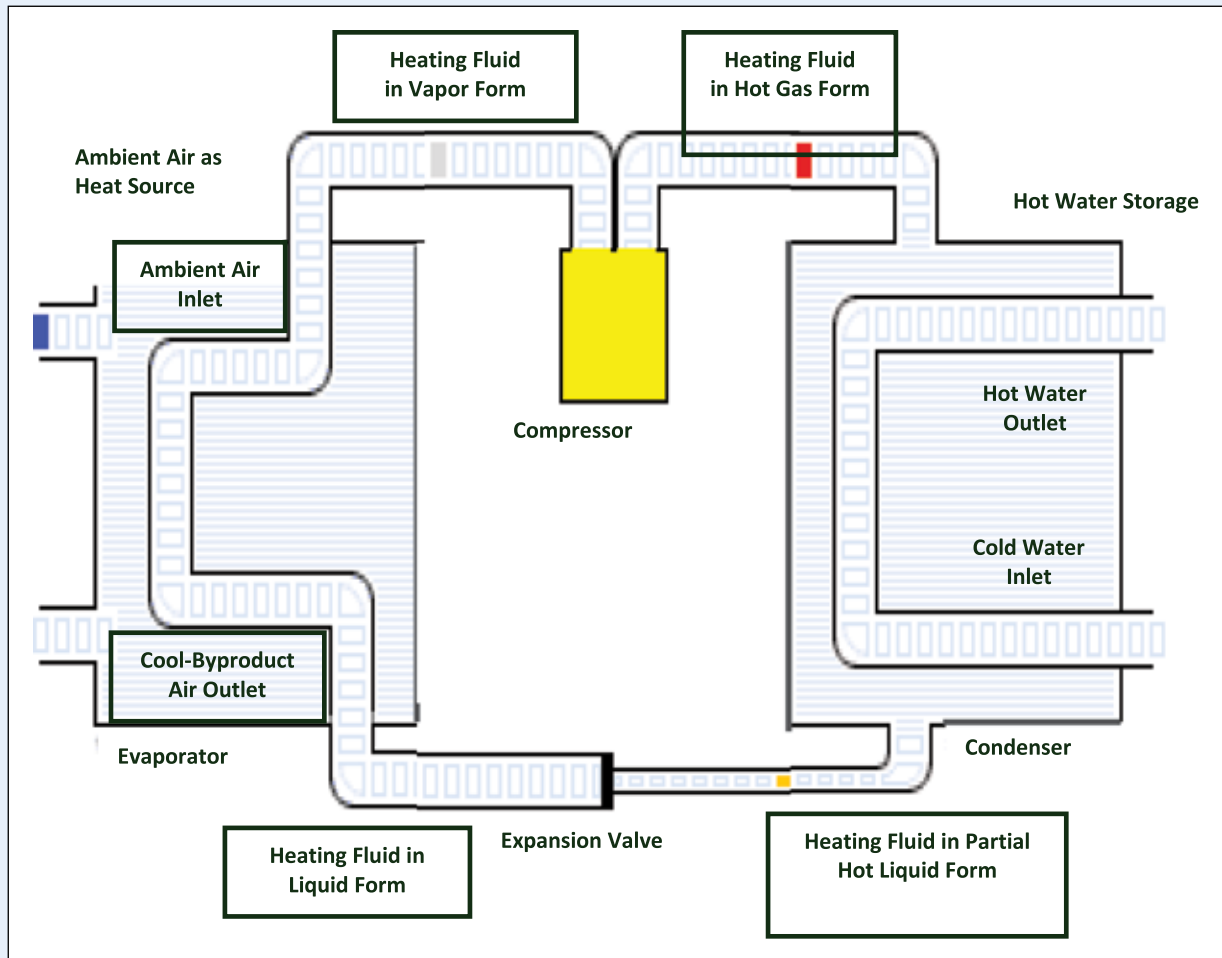 Heating Fluid
in Vapor Form
Heating Fluid
in Hot Gas Form
Ambient Air as
Heat Source
Hot Water Storage
Ambient Air
Inlet
Hot Water
Outlet
Compressor
Cold Water
Inlet
Cool-Byproduct
Air Outlet
Evaporator
Condenser
Expansion Valve
Heating Fluid in
Liquid Form
Heating Fluid in Partial
Hot Liquid Form